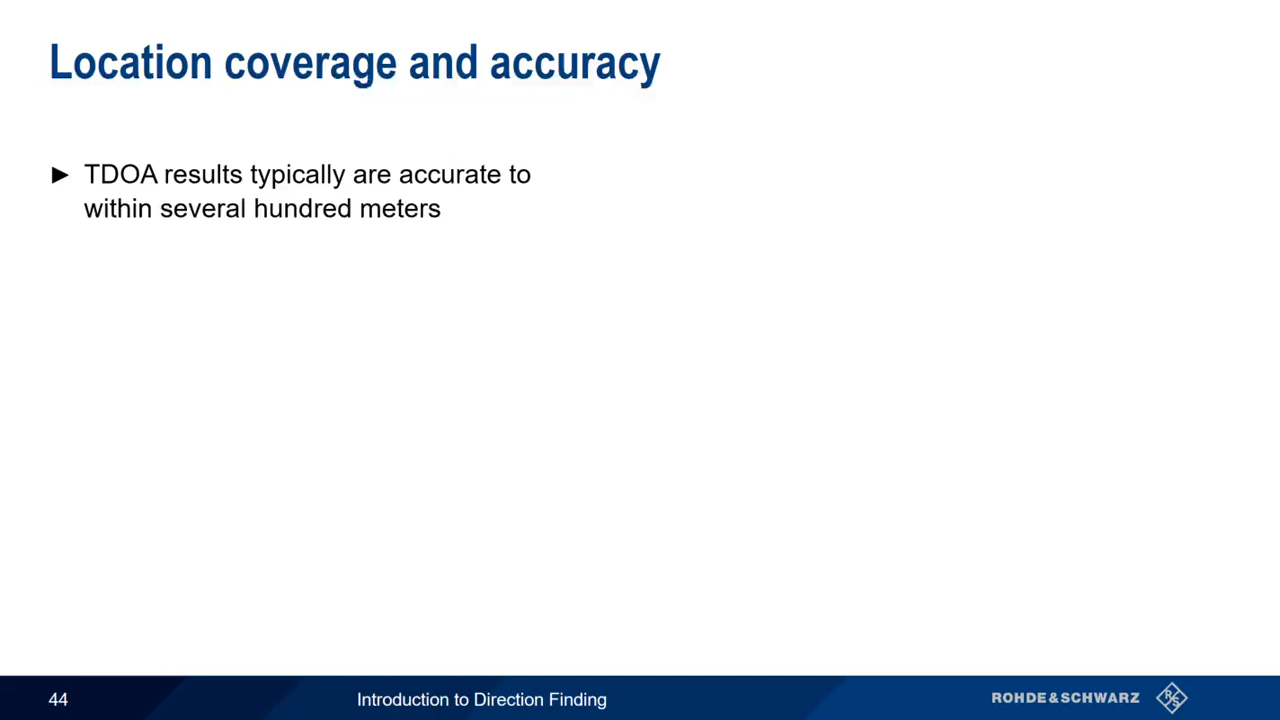 Location coverage and accuracy
► TDOA results typically are accurate to
within several hundred meters
44
Introduction to Direction Finding
ROHDE&SCHWARZ
R&S